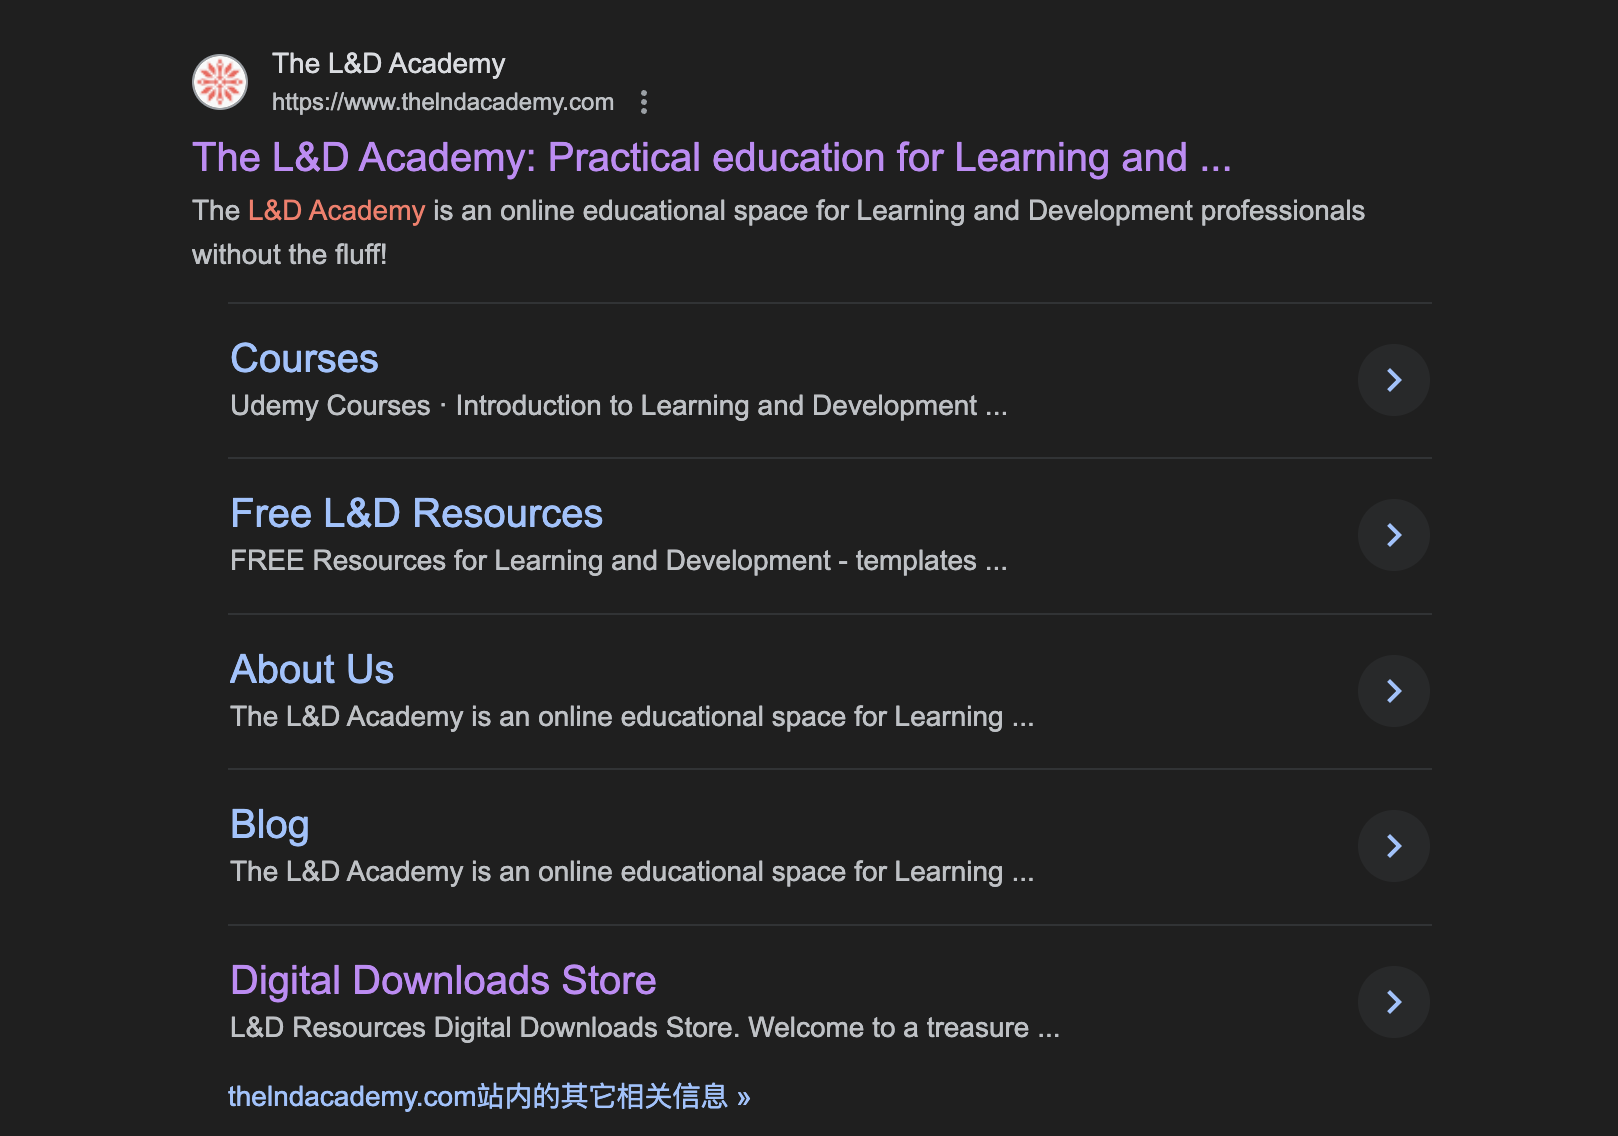 The L&D Academy
https://www.thelndacademy.com
The L&D Academy: Practical education for Learning and ...
The L&D Academy is an online educational space for Learning and Development professionals
without the fluff!
Courses
Udemy Courses · Introduction to Learning and Development ...
Free L&D Resources
FREE Resources for Learning and Development - templates ...
About Us
The L&D Academy is an online educational space for Learning ...
Blog
The L&D Academy is an online educational space for Learning ...
Digital Downloads Store
L&D Resources Digital Downloads Store. Welcome to a treasure ...
thelndacademy.com站内的其它相关信息 »